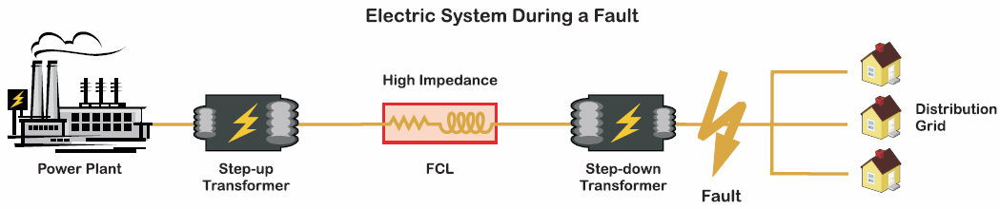 Electric System During a Fault
High Impedance
Distribution
Grid
Power Plant
Step-up
Transformer
FCL
Step-down
Transformer
Fault